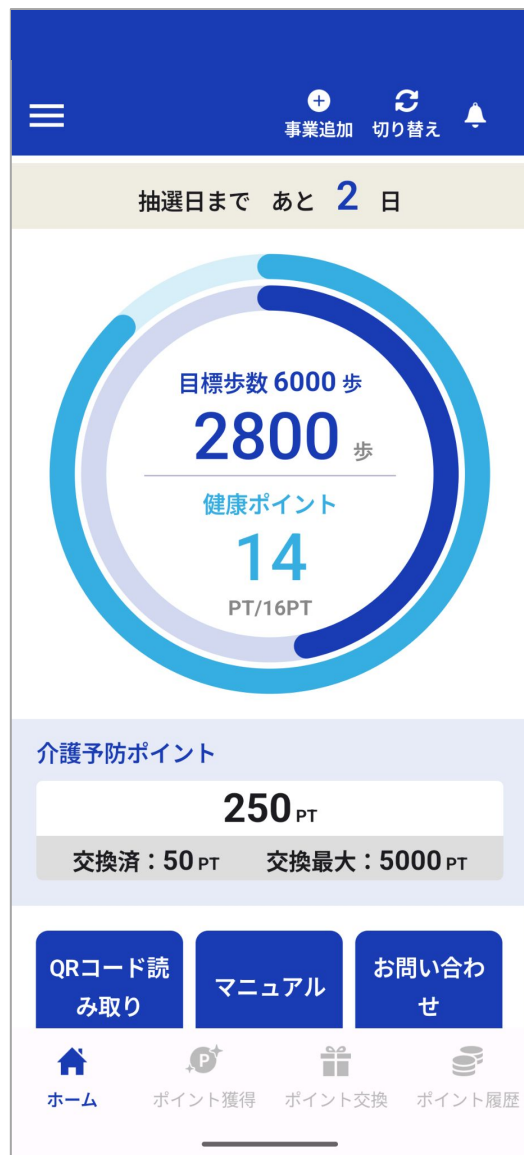 事業追加 切り替え
抽選日まで あと 2 日
目標歩数 6000 歩
2800 歩
健康ポイント
14
PT/16PT
介護予防ポイント
250 PT
交換済：50 PT 交換最大：5000 PT
QRコード読
み取り
マニュアル
お問い合わ
せ
ホーム ポイント獲得 ポイント交換 ポイント履歴